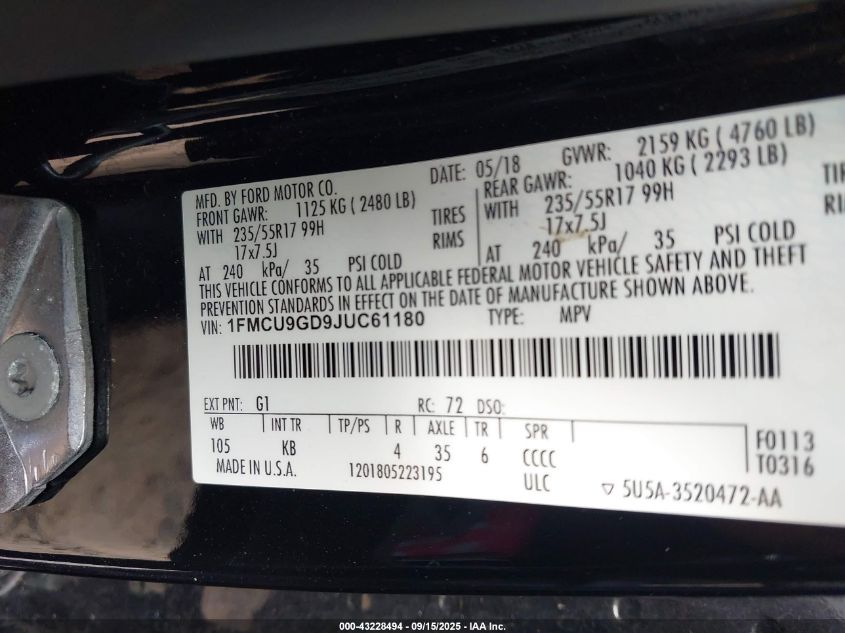 MFD. BY FORD MOTOR CO.
DATE: 05/18 GVWR: 2159 KG ( 4760 LB)
FRONT GAWR: 1125 KG ( 2480 LB)
REAR GAWR: 1040 KG ( 2293 LB)
WITH 235/55R17 99H TIRES WITH 235/55R17 99H TI
17x7.5J RIMS 17x7.5J RI
AT 240 kPa/ 35 PSI COLD AT 240 kPa/ 35 PSI COLD
THIS VEHICLE CONFORMS TO ALL APPLICABLE FEDERAL MOTOR VEHICLE SAFETY AND THEFT
PREVENTION STANDARDS IN EFFECT ON THE DATE OF MANUFACTURE SHOWN ABOVE.
VIN: 1FMCU9GD9JUC61180 TYPE: MPV
EXT PNT: G1 RC: 72 DSO:
WB INT TR TP/PS R AXLE TR SPR
105 KB 4 35 6 CCCC
F0113
T0316
MADE IN U.S.A. 1201805223195 ULC
▽ 5U5A-3520472-AA
000-43228494 - 09/15/2025 - IAA Inc.